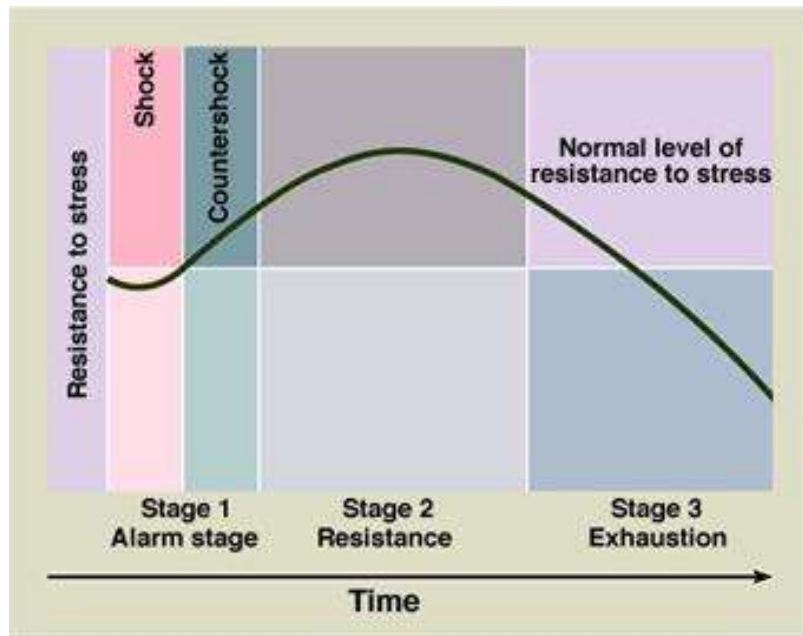 Resistance to stress
Shock
Countershock
Normal level of
resistance to stress
Stage 1
Alarm stage
Stage 2
Resistance
Stage 3
Exhaustion
Time